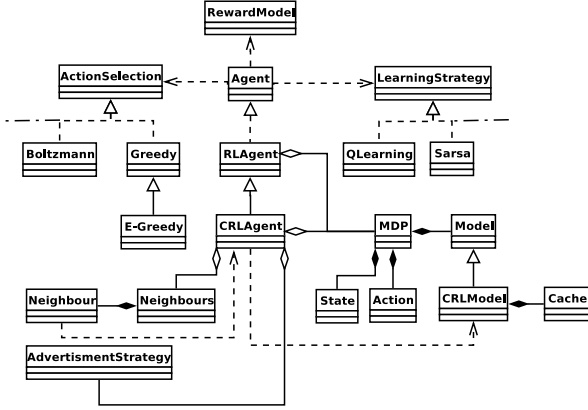 RewardModel
ActionSelection
Agent
LearningStrategy
Boltzmann
Greedy
RLAgent
QLearning
Sarsa
E-Greedy
CRLAgent
MDP
Model
Neighbour
Neighbours
State
Action
CRLModel
Cache
AdvertismentStrategy